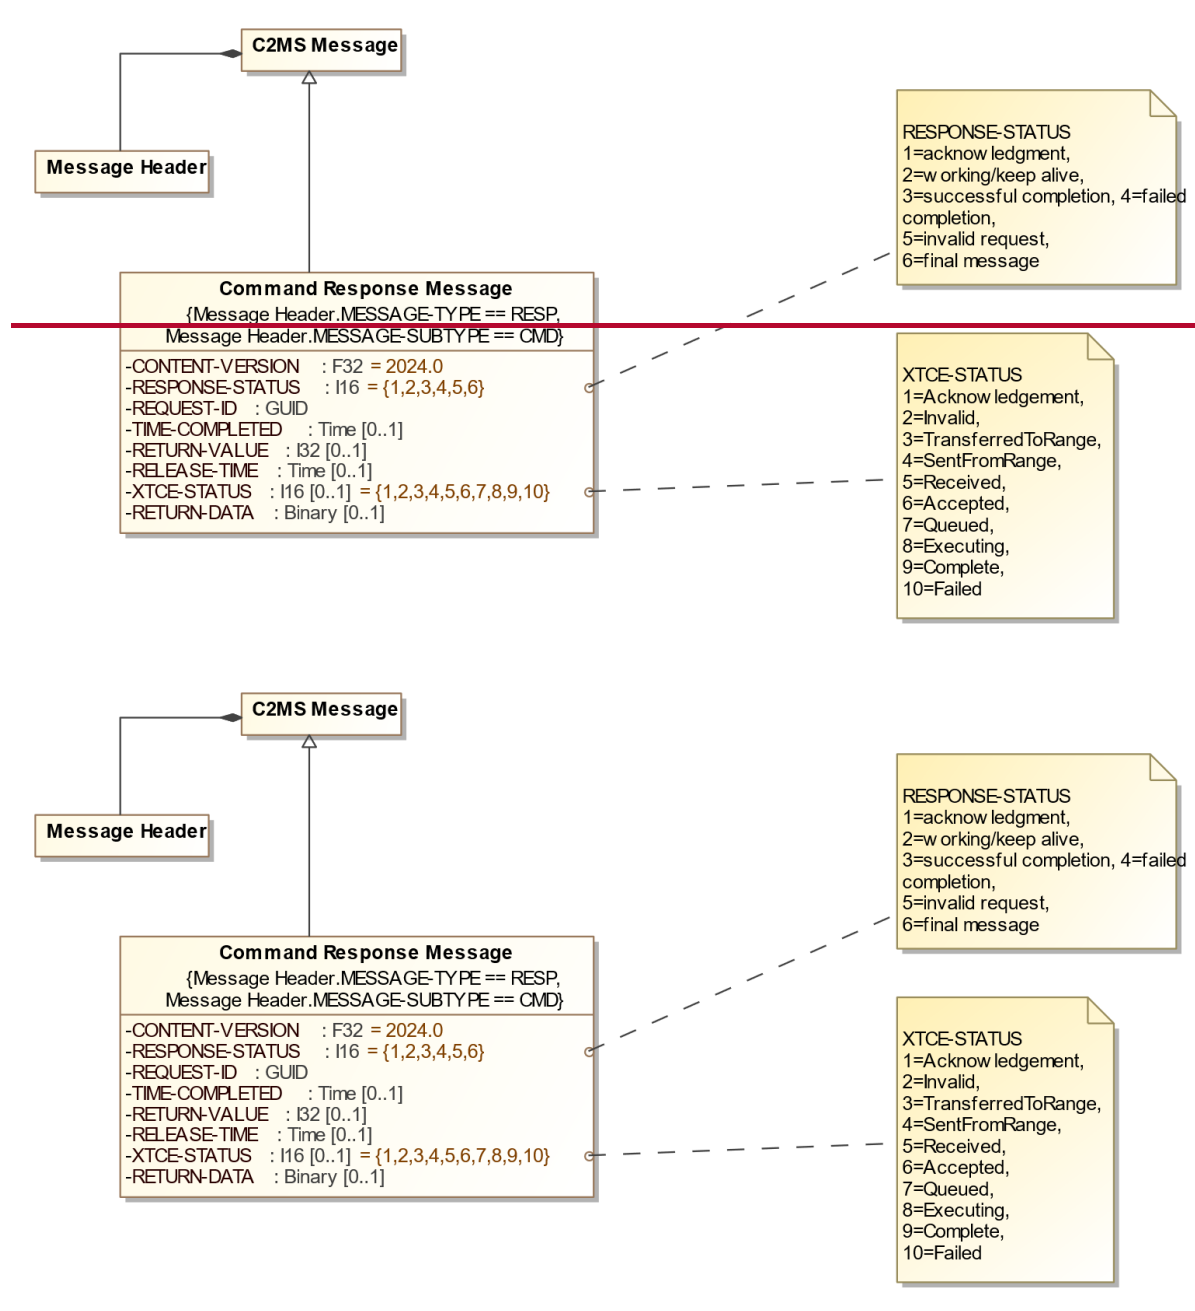 C2MS Message
Message Header
RESPONSE-STATUS
1=acknowledgment,
2=working/keep alive,
3=successful completion, 4=failed
completion,
5=invalid request,
6=final message
Command Response Message
{Message Header.MESSAGE-TYPE == RESP,
Message Header.MESSAGE-SUBTYPE == CMD}
-CONTENT-VERSION : F32 = 2024.0
-RESPONSE-STATUS : I16 = {1,2,3,4,5,6}
-REQUEST-ID : GUID
-TIME-COMPLETED : Time [0..1]
-RETURN-VALUE : I32 [0..1]
-RELEASE-TIME : Time [0..1]
-XTCE-STATUS : I16 [0..1] = {1,2,3,4,5,6,7,8,9,10}
-RETURN-DATA : Binary [0..1]
XTCE-STATUS
1=Acknowledgement,
2=Invalid,
3=TransferredToRange,
4=SentFromRange,
5=Received,
6=Accepted,
7=Queued,
8=Executing,
9=Complete,
10=Failed
C2MS Message
Message Header
RESPONSE-STATUS
1=acknowledgment,
2=working/keep alive,
3=successful completion, 4=failed
completion,
5=invalid request,
6=final message
Command Response Message
{Message Header.MESSAGE-TYPE == RESP,
Message Header.MESSAGE-SUBTYPE == CMD}
-CONTENT-VERSION : F32 = 2024.0
-RESPONSE-STATUS : I16 = {1,2,3,4,5,6}
-REQUEST-ID : GUID
-TIME-COMPLETED : Time [0..1]
-RETURN-VALUE : I32 [0..1]
-RELEASE-TIME : Time [0..1]
-XTCE-STATUS : I16 [0..1] = {1,2,3,4,5,6,7,8,9,10}
-RETURN-DATA : Binary [0..1]
XTCE-STATUS
1=Acknowledgement,
2=Invalid,
3=TransferredToRange,
4=SentFromRange,
5=Received,
6=Accepted,
7=Queued,
8=Executing,
9=Complete,
10=Failed